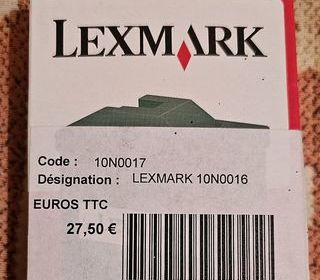 LEXMARK
Code : 10N0017
Désignation : LEXMARK 10N0016
EUROS TTC
27,50 €